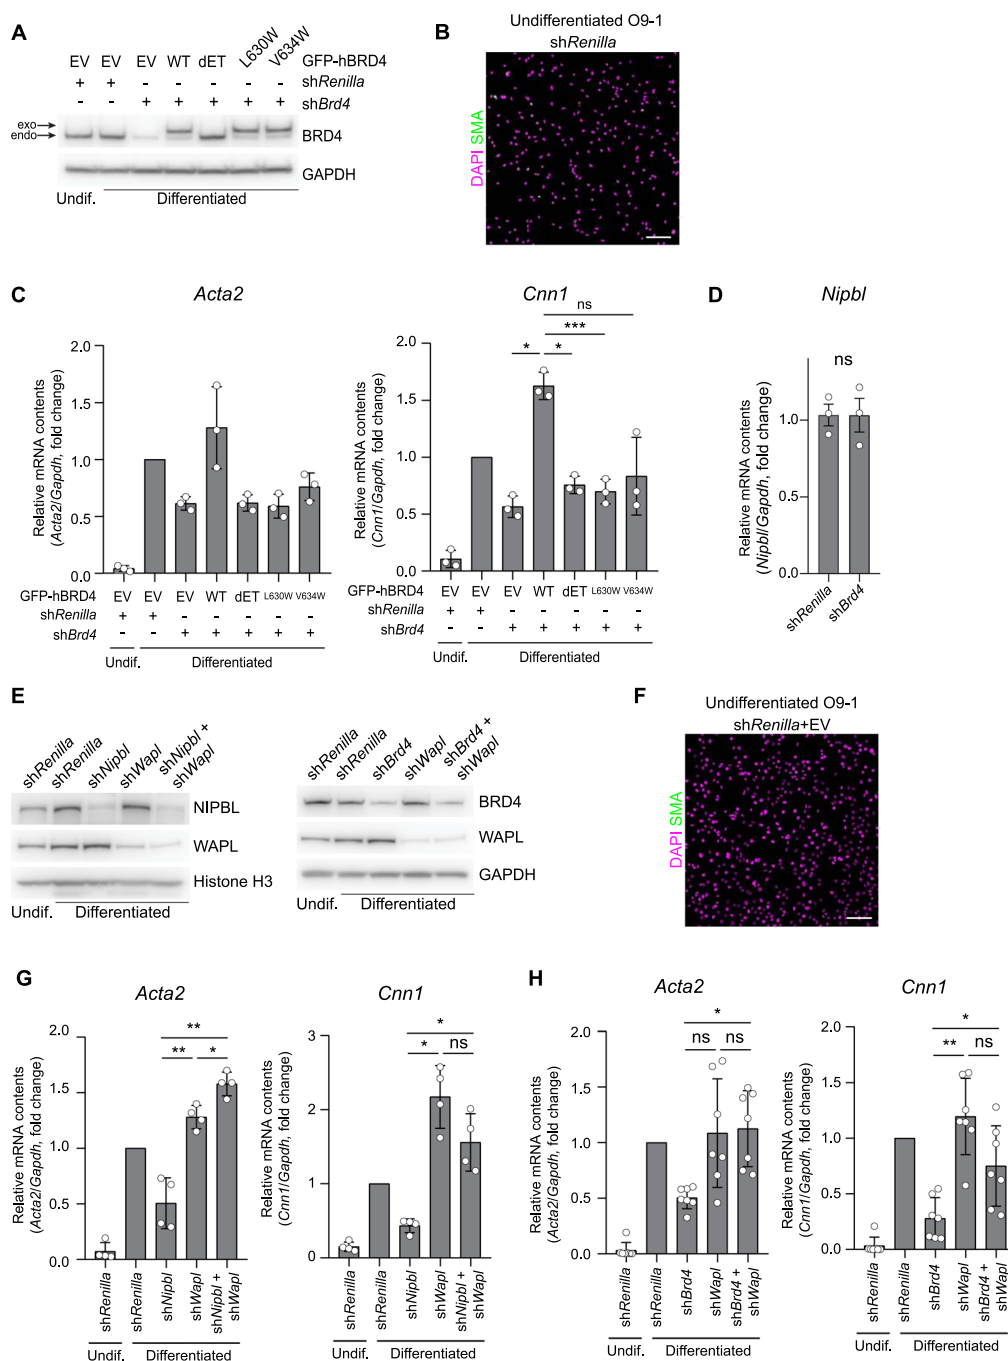 A
EV EV EV WT dET L630W V634W GFP-hBRD4
+ + - - - - - shRenilla
- - + + + + + shBrd4
exo
endo
BRD4
GAPDH
Undif. Differentiated
B
Undifferentiated O9-1
shRenilla
DAPI SMA
C
Acta2
Relative mRNA contents
(Acta2/Gapdh, fold change)
2.0
1.5
1.0
0.5
0.0
GFP-hBRD4 EV EV EV WT dET L630W V634W
shRenilla + + - - - - -
shBrd4 - - + + + + +
Undif. Differentiated
Cnn1
ns
***
* *
Relative mRNA contents
(Cnn1/Gapdh, fold change)
2.0
1.5
1.0
0.5
0.0
GFP-hBRD4 EV EV EV WT dET L630W V634W
shRenilla + + - - - - -
shBrd4 - - + + + + +
Undif. Differentiated
D
Nipbl
ns
Relative mRNA contents
(Nipbl/Gapdh, fold change)
1.0
0.5
0.0
shRenilla
shBrd4
E
shRenilla
shRenilla
shNipbl
shWapl
shNipbl +
shWapl
NIPBL
WAPL
Histone H3
Undif. Differentiated
shRenilla
shRenilla
shBrd4
shWapl
shBrd4 +
shWapl
BRD4
WAPL
GAPDH
Undif. Differentiated
F
Undifferentiated O9-1
shRenilla+EV
DAPI SMA
G
Acta2
**
** *
Relative mRNA contents
(Acta2/Gapdh, fold change)
2.0
1.5
1.0
0.5
0.0
shRenilla
shRenilla
shNipbl
shWapl
shNipbl +
shWapl
Undif. Differentiated
Cnn1
*
* ns
Relative mRNA contents
(Cnn1/Gapdh, fold change)
3
2
1
0
shRenilla
shRenilla
shNipbl
shWapl
shNipbl +
shWapl
Undif. Differentiated
H
Acta2
*
ns ns
Relative mRNA contents
(Acta2/Gapdh, fold change)
2.0
1.5
1.0
0.5
0.0
shRenilla
shRenilla
shBrd4
shWapl
shBrd4 +
shWapl
Undif. Differentiated
Cnn1
*
** ns
Relative mRNA contents
(Cnn1/Gapdh, fold change)
2.0
1.5
1.0
0.5
0.0
shRenilla
shRenilla
shBrd4
shWapl
shBrd4 +
shWapl
Undif. Differentiated